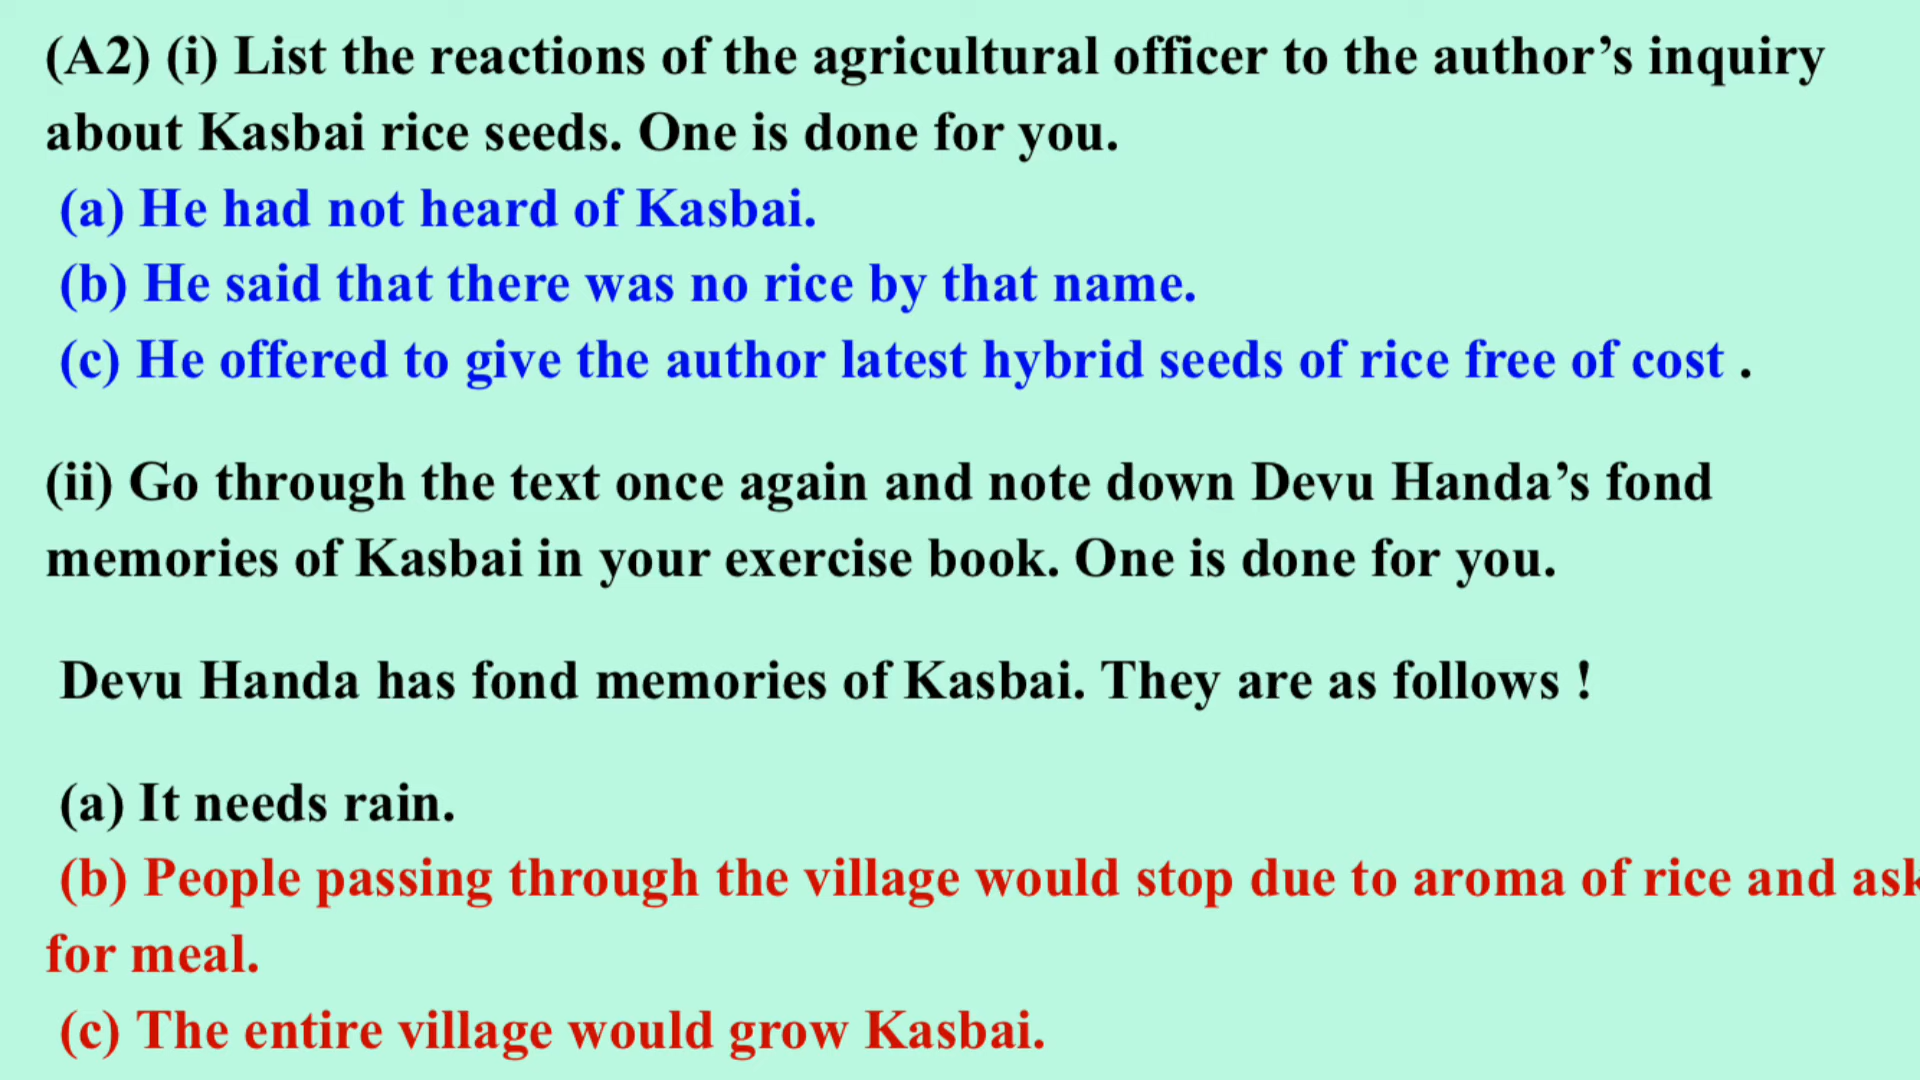 (A2) (i) List the reactions of the agricultural officer to the author’s inquiry
about Kasbai rice seeds. One is done for you.
(a) He had not heard of Kasbai.
(b) He said that there was no rice by that name.
(c) He offered to give the author latest hybrid seeds of rice free of cost .
(ii) Go through the text once again and note down Devu Handa’s fond
memories of Kasbai in your exercise book. One is done for you.
Devu Handa has fond memories of Kasbai. They are as follows !
(a) It needs rain.
(b) People passing through the village would stop due to aroma of rice and ask
for meal.
(c) The entire village would grow Kasbai.